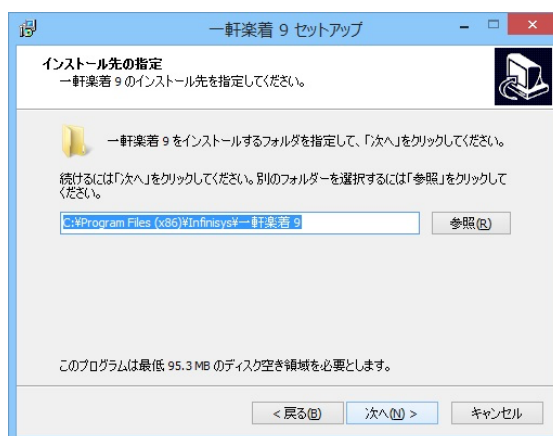 一軒楽着 9 セットアップ
インストール先の指定
一軒楽着 9 のインストール先を指定してください。
一軒楽着 9 をインストールするフォルダを指定して、「次へ」をクリックしてください。
続けるには「次へ」をクリックしてください。別のフォルダーを選択するには「参照」をクリックして
ください。
C:¥Program Files (x86)¥Infinisys¥一軒楽着 9
参照(R)
このプログラムは最低 95.3 MB のディスク空き領域を必要とします。
< 戻る(B)
次へ(N) >
キャンセル